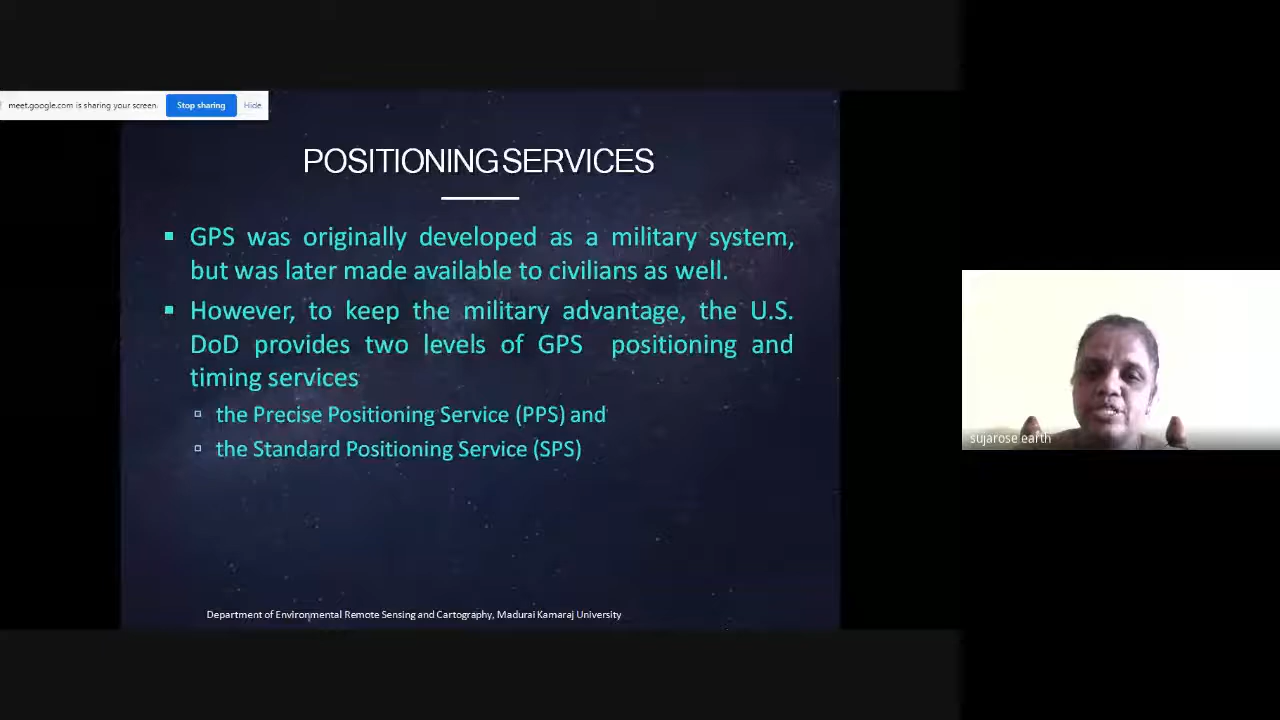 meet.google.com is sharing your screen.
Stop sharing
Hide
POSITIONING SERVICES
▪ GPS was originally developed as a military system,
but was later made available to civilians as well.
▪ However, to keep the military advantage, the U.S.
DoD provides two levels of GPS positioning and
timing services
▫ the Precise Positioning Service (PPS) and
▫ the Standard Positioning Service (SPS)
sujarose earth
Department of Environmental Remote Sensing and Cartography, Madurai Kamaraj University